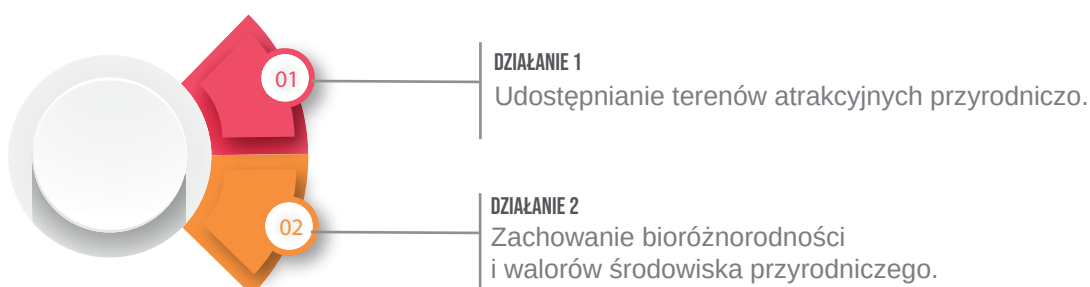 01
DZIAŁANIE 1
Udostępnianie terenów atrakcyjnych przyrodniczo.
02
DZIAŁANIE 2
Zachowanie bioróżnorodności
i walorów środowiska przyrodniczego.